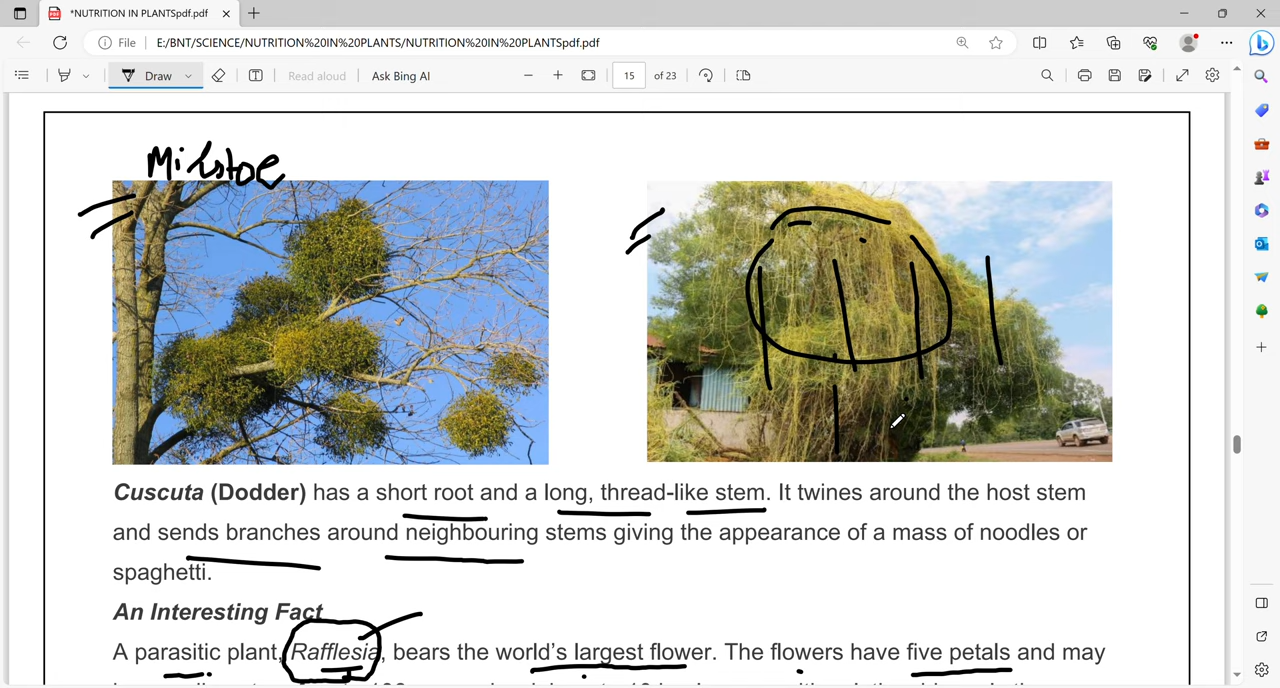 *NUTRITION IN PLANTSpdf.pdf
File E:/BNT/SCIENCE/NUTRITION%20IN%20PLANTS/NUTRITION%20IN%20PLANTSpdf.pdf
Draw Read aloud Ask Bing AI 15 of 23
Mistoe
Cuscuta (Dodder) has a short root and a long, thread-like stem. It twines around the host stem
and sends branches around neighbouring stems giving the appearance of a mass of noodles or
spaghetti.
An Interesting Fact
A parasitic plant, Rafflesia, bears the world's largest flower. The flowers have five petals and may